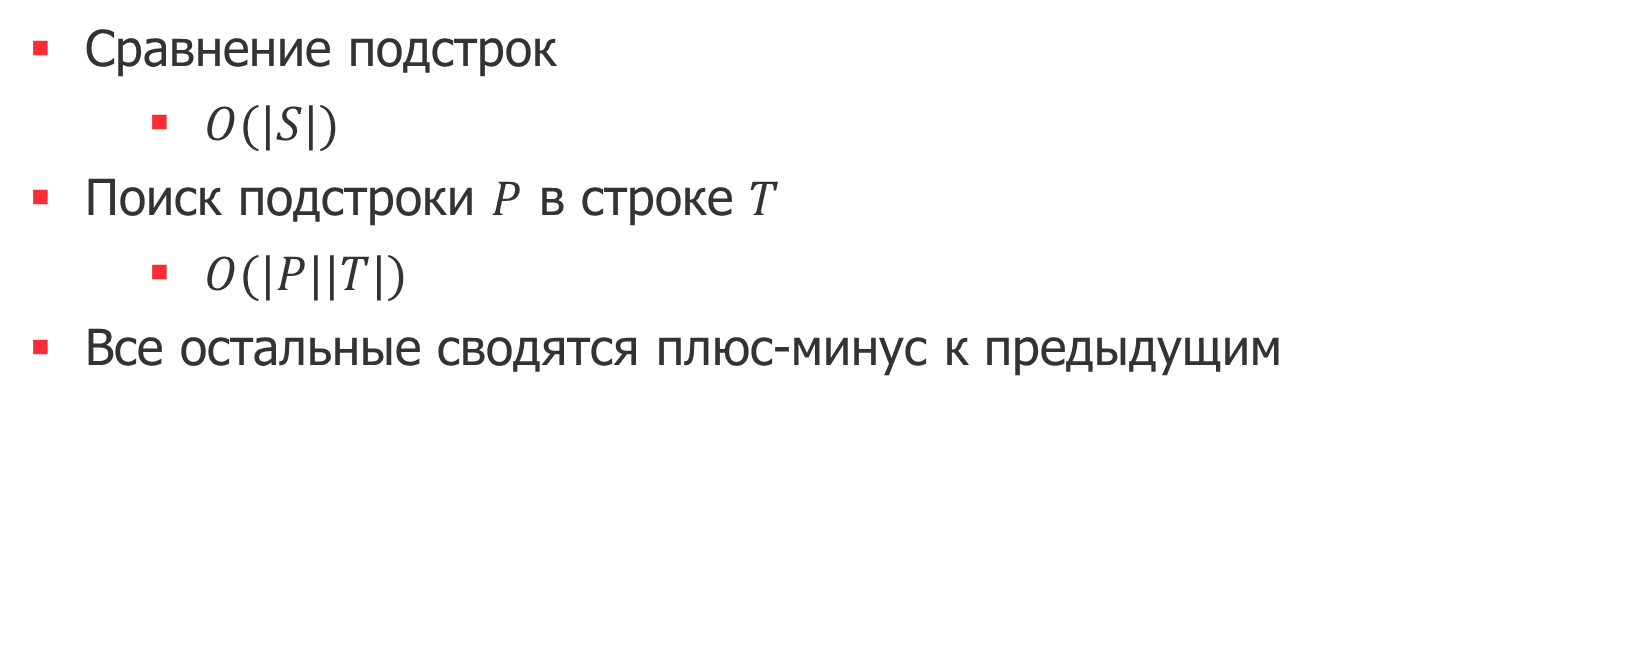 ▪ Сравнение подстрок
▪ O(|S|)
▪ Поиск подстроки P в строке T
▪ O(|P||T|)
▪ Все остальные сводятся плюс-минус к предыдущим